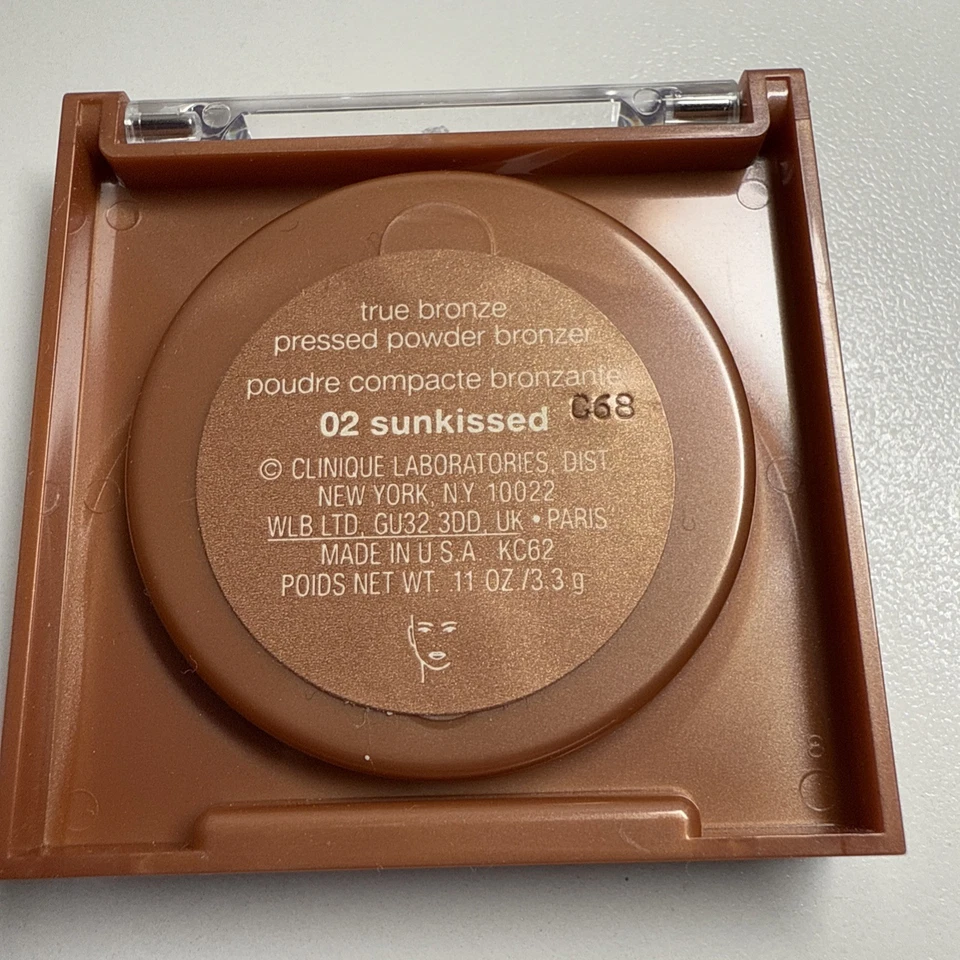 true bronze
pressed powder bronzer
poudre compacte bronzante
02 sunkissed C68
© CLINIQUE LABORATORIES, DIST.
NEW YORK, N.Y. 10022
WLB LTD, GU32 3DD, UK • PARIS
MADE IN U.S.A. KC62
POIDS NET WT. .11 OZ./3.3 g
8